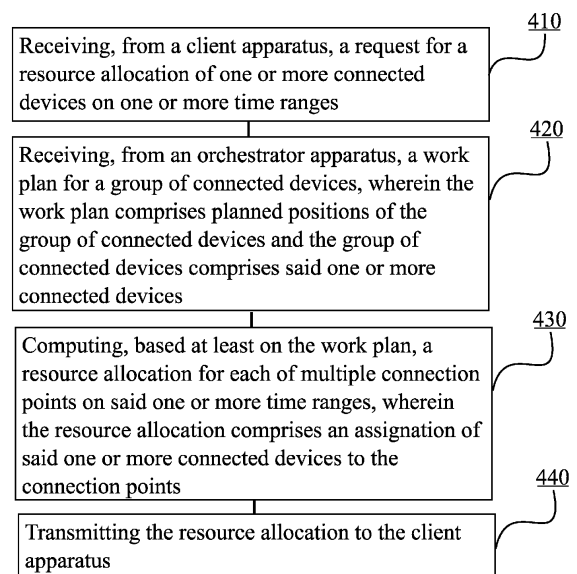 410
Receiving, from a client apparatus, a request for a
resource allocation of one or more connected
devices on one or more time ranges
420
Receiving, from an orchestrator apparatus, a work
plan for a group of connected devices, wherein the
work plan comprises planned positions of the
group of connected devices and the group of
connected devices comprises said one or more
connected devices
430
Computing, based at least on the work plan, a
resource allocation for each of multiple connection
points on said one or more time ranges, wherein
the resource allocation comprises an assignation of
said one or more connected devices to the
connection points
440
Transmitting the resource allocation to the client
apparatus